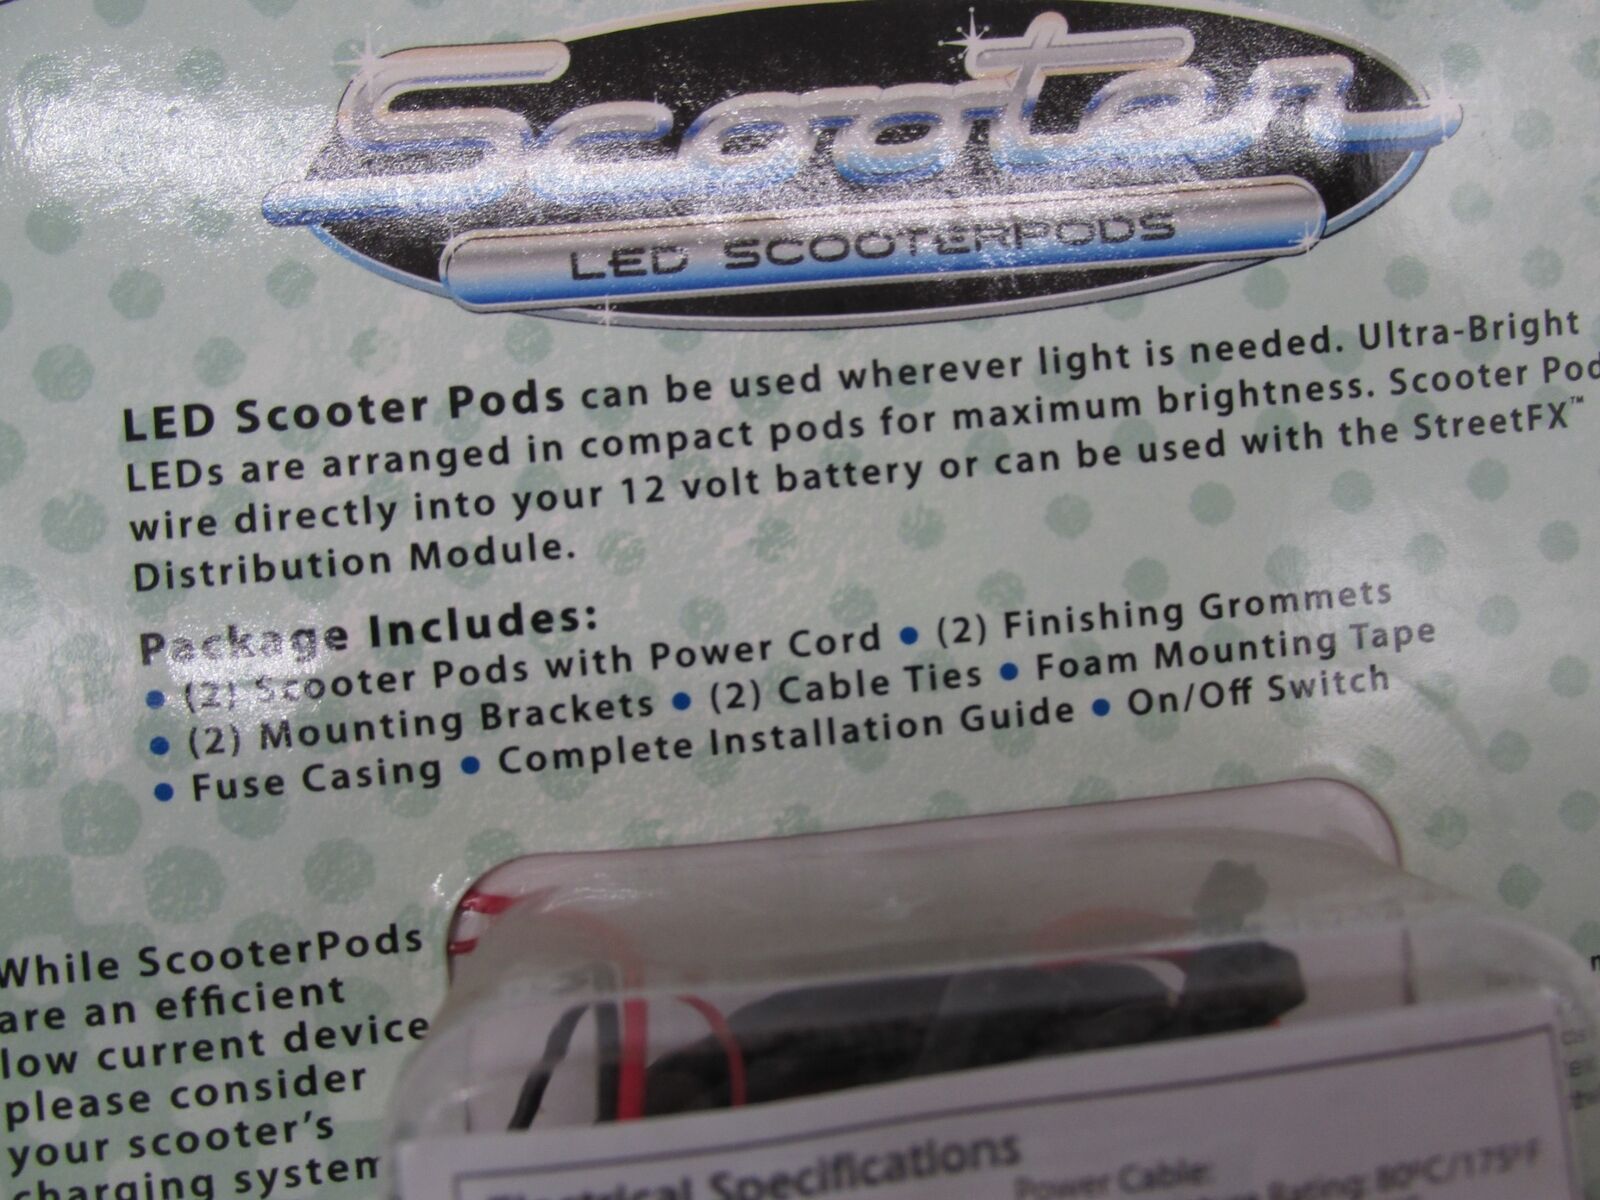 Scooter
LED SCOOTERPODS
LED Scooter Pods can be used wherever light is needed. Ultra-Bright
LEDs are arranged in compact pods for maximum brightness. Scooter Pod
wire directly into your 12 volt battery or can be used with the StreetFX™
Distribution Module.
Package Includes:
• (2) Scooter Pods with Power Cord • (2) Finishing Grommets
• (2) Mounting Brackets • (2) Cable Ties • Foam Mounting Tape
• Fuse Casing • Complete Installation Guide • On/Off Switch
While ScooterPods
are an efficient
low current device
please consider
your scooter's
charging system
Electrical Specifications
Power Cable:
Rating: 80°C/175°F